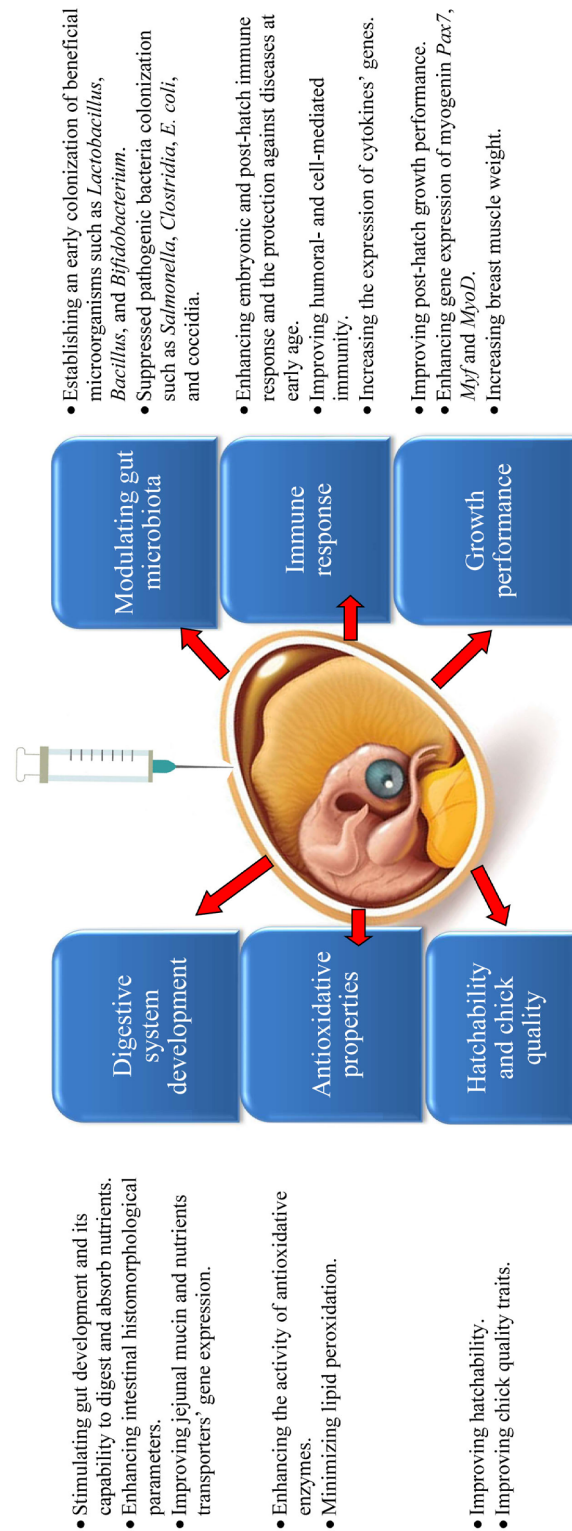 • Stimulating gut development and its
capability to digest and absorb nutrients.
• Enhancing intestinal histomorphological
parameters.
• Improving jejunal mucin and nutrients
transporters’ gene expression.
Digestive
system
development
• Enhancing the activity of antioxidative
enzymes.
• Minimizing lipid peroxidation.
Antioxidative
properties
• Improving hatchability.
• Improving chick quality traits.
Hatchability
and chick
quality
Modulating gut
microbiota
• Establishing an early colonization of beneficial
microorganisms such as Lactobacillus,
Bacillus, and Bifidobacterium.
• Suppressed pathogenic bacteria colonization
such as Salmonella, Clostridia, E. coli,
and coccidia.
Immune
response
• Enhancing embryonic and post-hatch immune
response and the protection against diseases at
early age.
• Improving humoral- and cell-mediated
immunity.
• Increasing the expression of cytokines’ genes.
Growth
performance
• Improving post-hatch growth performance.
• Enhancing gene expression of myogenin Pax7,
Myf and MyoD.
• Increasing breast muscle weight.